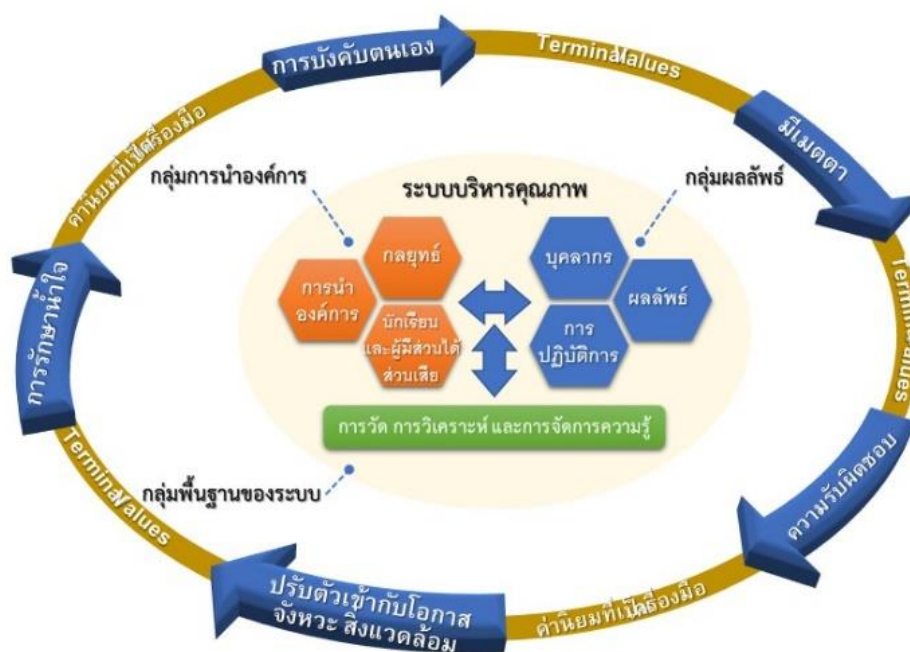 การบังคับตนเอง
Terminal Values
มีเมตตา
Terminal Values
ความรับผิดชอบ
ค่านิยมที่เป็นเครื่องมือ
ปรับตัวเข้ากับโอกาส
จังหวะ สิ่งแวดล้อม
Terminal Values
การรักษาน้ำใจ
ค่านิยมที่เป็นเครื่องมือ
กลุ่มการนำองค์การ
ระบบบริหารคุณภาพ
กลุ่มผลลัพธ์
กลยุทธ์
การนำ
องค์การ
นักเรียน
และผู้มีส่วนได้
ส่วนเสีย
บุคลากร
ผลลัพธ์
การ
ปฏิบัติการ
การวัด การวิเคราะห์ และการจัดการความรู้
กลุ่มพื้นฐานของระบบ